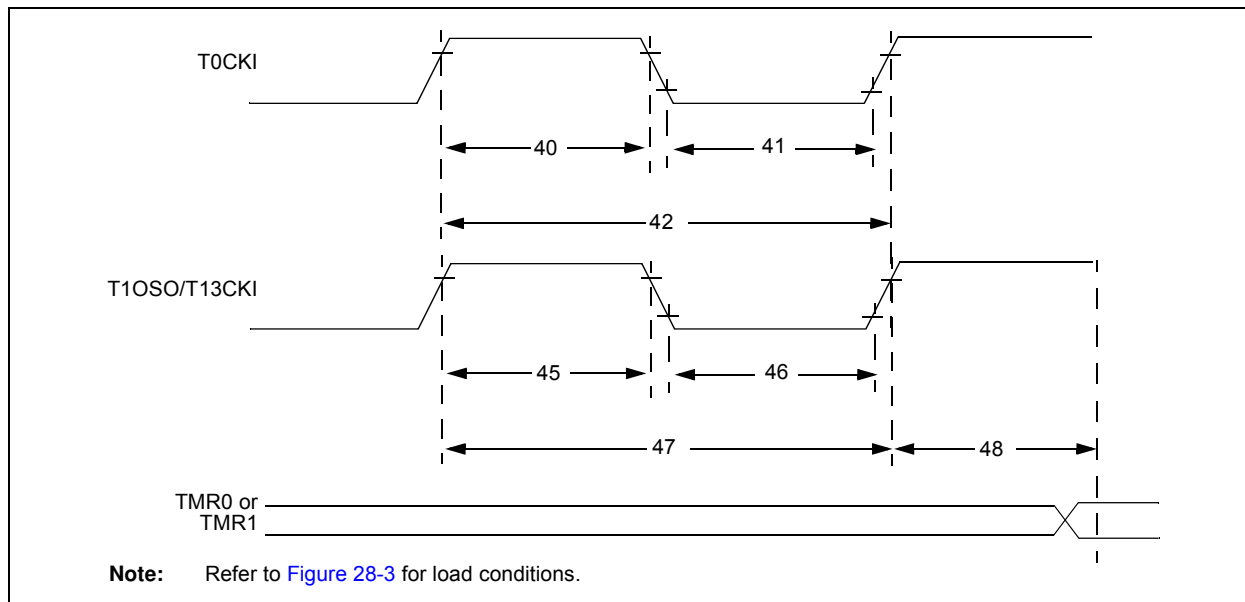 T0CKI
40
41
42
T1OSO/T13CKI
45
46
47
48
TMR0 or
TMR1
Note: Refer to Figure 28-3 for load conditions.